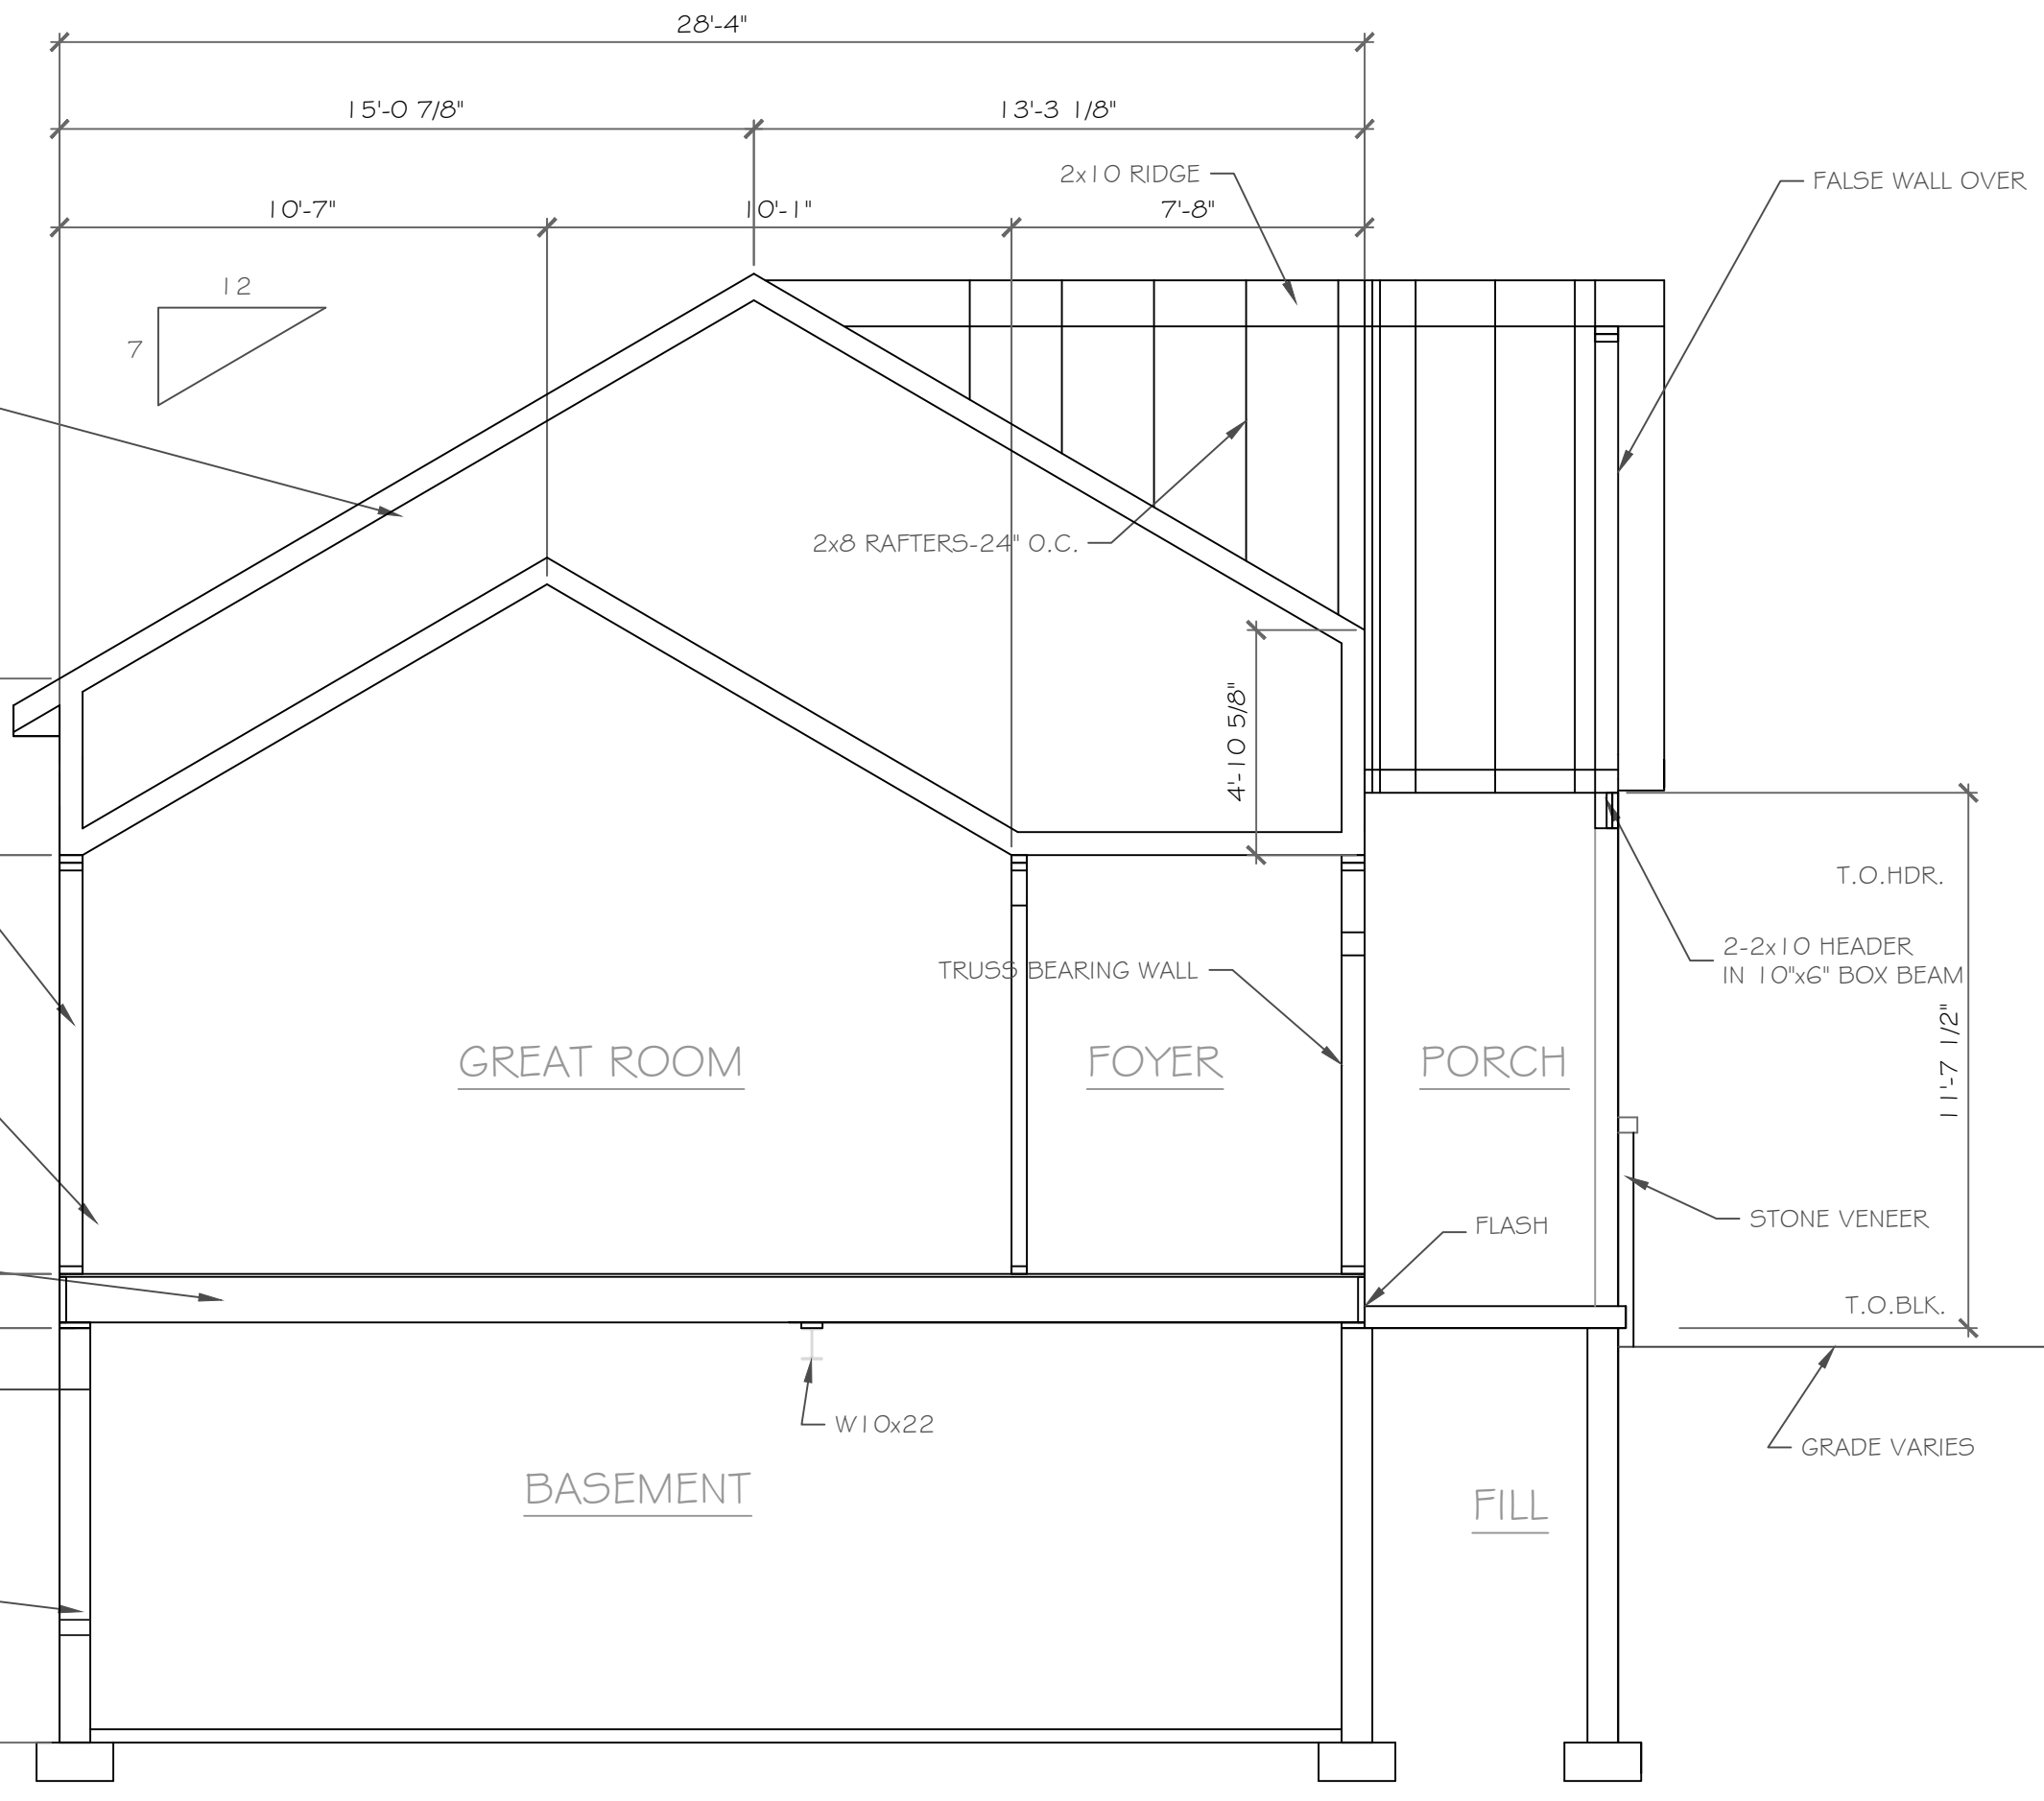 28'-4"
15'-0 7/8"
13'-3 1/8"
2x10 RIDGE
FALSE WALL OVER
10'-7"
10'-1"
7'-8"
12
7
2x8 RAFTERS-24" O.C.
4'-10 5/8"
T.O.HDR.
2-2x10 HEADER
IN 10"x6" BOX BEAM
TRUSS BEARING WALL
11'-7 1/2"
GREAT ROOM
FOYER
PORCH
STONE VENEER
FLASH
T.O.BLK.
W10x22
GRADE VARIES
BASEMENT
FILL